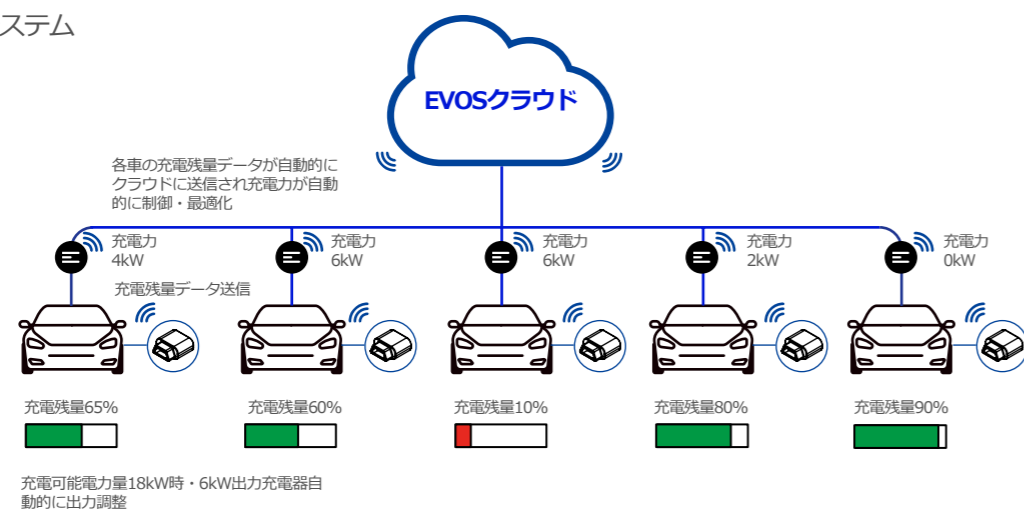 ステム
EVOSクラウド
各車の充電残量データが自動的に
クラウドに送信され充電力が自動
的に制御・最適化
充電力
4kW
充電力
6kW
充電力
6kW
充電力
2kW
充電力
0kW
充電残量データ送信
充電残量65%
充電残量60%
充電残量10%
充電残量80%
充電残量90%
充電可能電力量18kW時・6kW出力充電器自
動的に出力調整